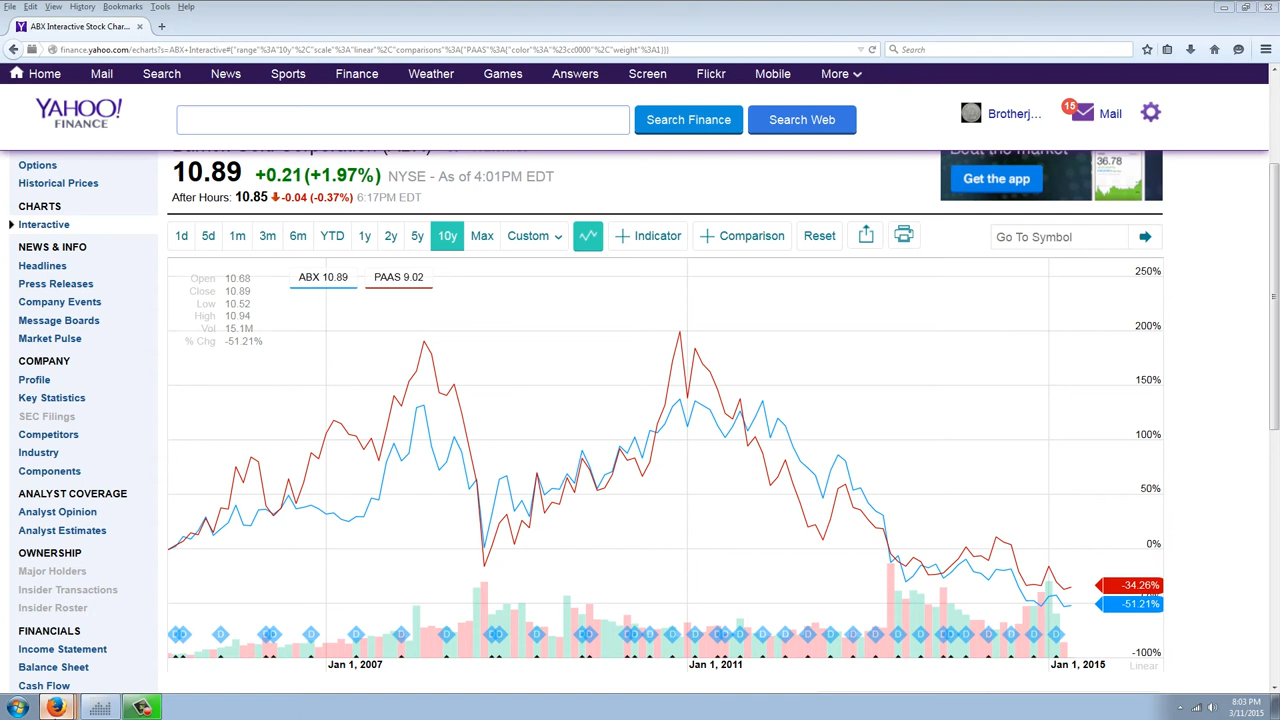 File Edit View History Bookmarks Tools Help
ABX Interactive Stock Char...
finance.yahoo.com/echarts?s=ABX+Interactive#{"range"%3A"10y"%2C"scale"%3A"linear"%2C"comparisons"%3A{"PAAS"%3A{"color"%3A"%23cc0000"%2C"weight"%3A1}}}
Search
Home Mail Search News Sports Finance Weather Games Answers Screen Flickr Mobile More
YAHOO!
FINANCE
Search Finance Search Web
15 Brotherj... Mail
Options
Historical Prices
CHARTS
Interactive
NEWS & INFO
Headlines
Press Releases
Company Events
Message Boards
Market Pulse
COMPANY
Profile
Key Statistics
SEC Filings
Competitors
Industry
Components
ANALYST COVERAGE
Analyst Opinion
Analyst Estimates
OWNERSHIP
Major Holders
Insider Transactions
Insider Roster
FINANCIALS
Income Statement
Balance Sheet
Cash Flow
10.89 +0.21(+1.97%) NYSE - As of 4:01PM EDT
After Hours: 10.85 -0.04 (-0.37%) 6:17PM EDT
36.78
Get the app
1d 5d 1m 3m 6m YTD 1y 2y 5y 10y Max Custom Indicator Comparison Reset Go To Symbol
Open 10.68
Close 10.89
Low 10.52
High 10.94
Vol 15.1M
% Chg -51.21%
ABX 10.89 PAAS 9.02
250%
200%
150%
100%
50%
0%
-34.26%
-51.21%
-100%
D D D D D D D D D D D D D D D D D D D D D D D D D D D D D D D D D D D D D D
Jan 1, 2007 Jan 1, 2011 Jan 1, 2015
Linear
8:03 PM
3/11/2015